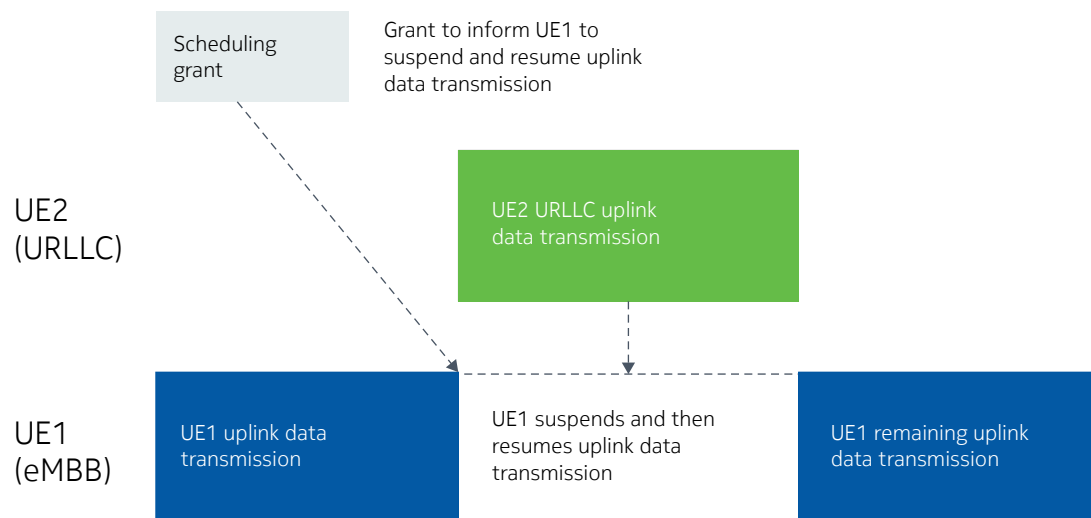 Scheduling
grant
Grant to inform UE1 to
suspend and resume uplink
data transmission
UE2
(URLLC)
UE2 URLLC uplink
data transmission
UE1
(eMBB)
UE1 uplink data
transmission
UE1 suspends and then
resumes uplink data
transmission
UE1 remaining uplink
data transmission